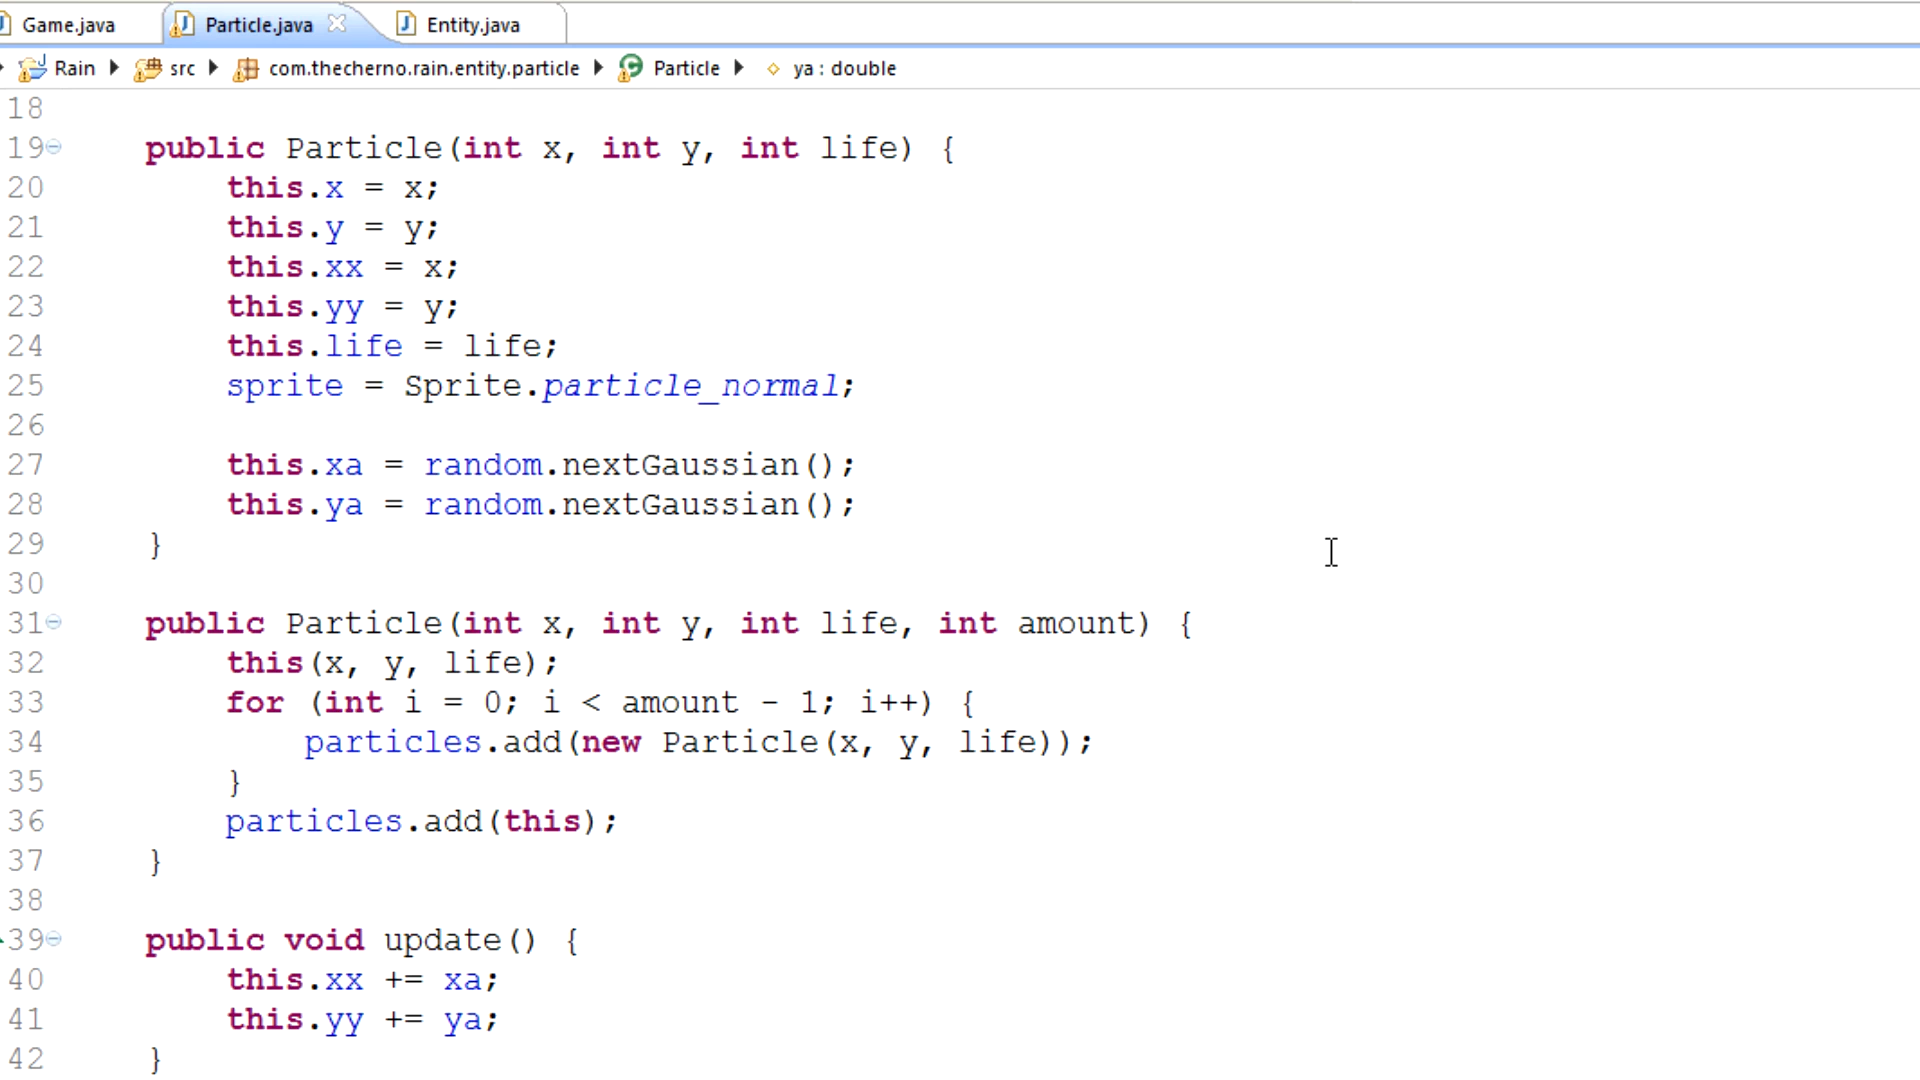 Game.java Particle.java Entity.java
Rain src com.thecherno.rain.entity.particle Particle ya : double
18
19 public Particle(int x, int y, int life) {
20 this.x = x;
21 this.y = y;
22 this.xx = x;
23 this.yy = y;
24 this.life = life;
25 sprite = Sprite.particle_normal;
26
27 this.xa = random.nextGaussian();
28 this.ya = random.nextGaussian();
29 }
30
31 public Particle(int x, int y, int life, int amount) {
32 this(x, y, life);
33 for (int i = 0; i < amount - 1; i++) {
34 particles.add(new Particle(x, y, life));
35 }
36 particles.add(this);
37 }
38
39 public void update() {
40 this.xx += xa;
41 this.yy += ya;
42 }